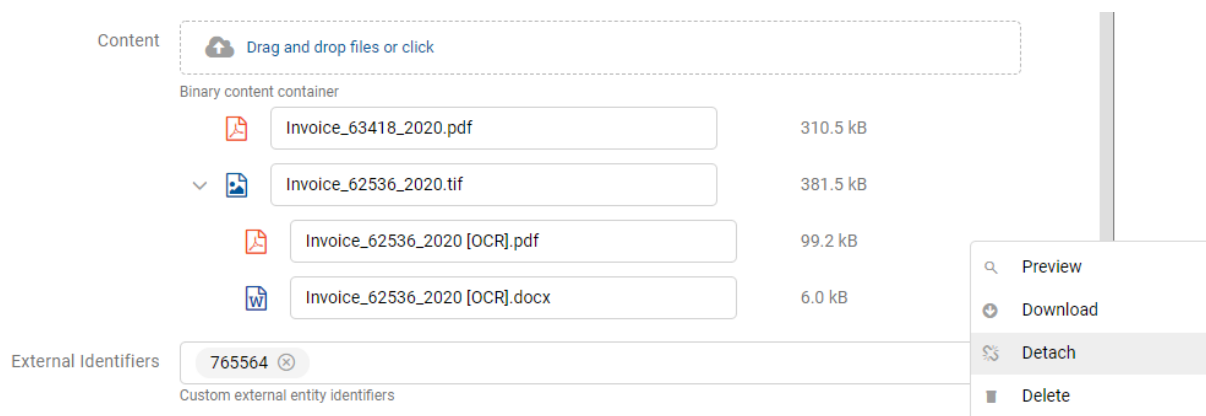 Content
Drag and drop files or click
Binary content container
Invoice_63418_2020.pdf 310.5 kB
Invoice_62536_2020.tif 381.5 kB
Invoice_62536_2020 [OCR].pdf 99.2 kB
W Invoice_62536_2020 [OCR].docx 6.0 kB
Preview
Download
Detach
Delete
External Identifiers 765564
Custom external entity identifiers